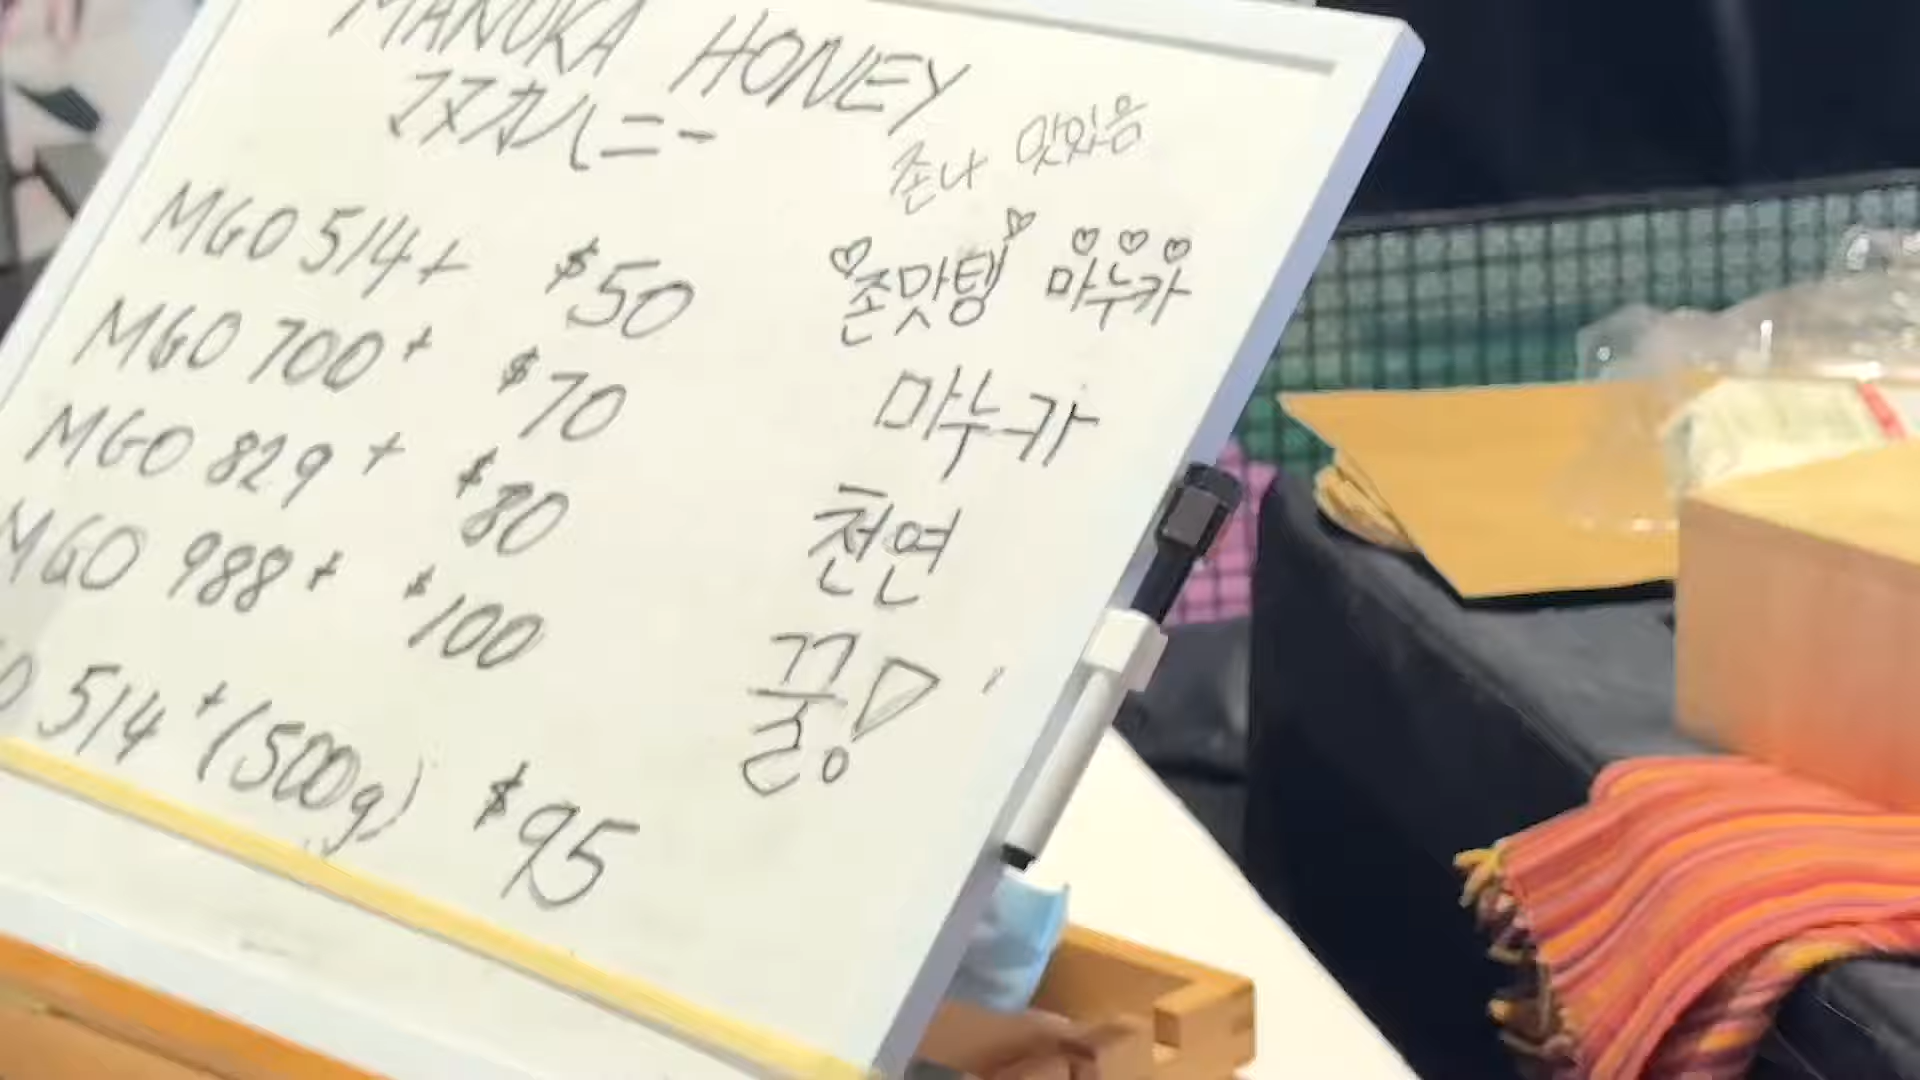 MANUKA HONEY
マヌカハニー
존나 맛있음
MGO 514+ $50
존맛탱 마누카
MGO 700+ $70
마누카
MGO 829+ $80
천연
MGO 988+ $100
꿀!
514+ (500g) $95